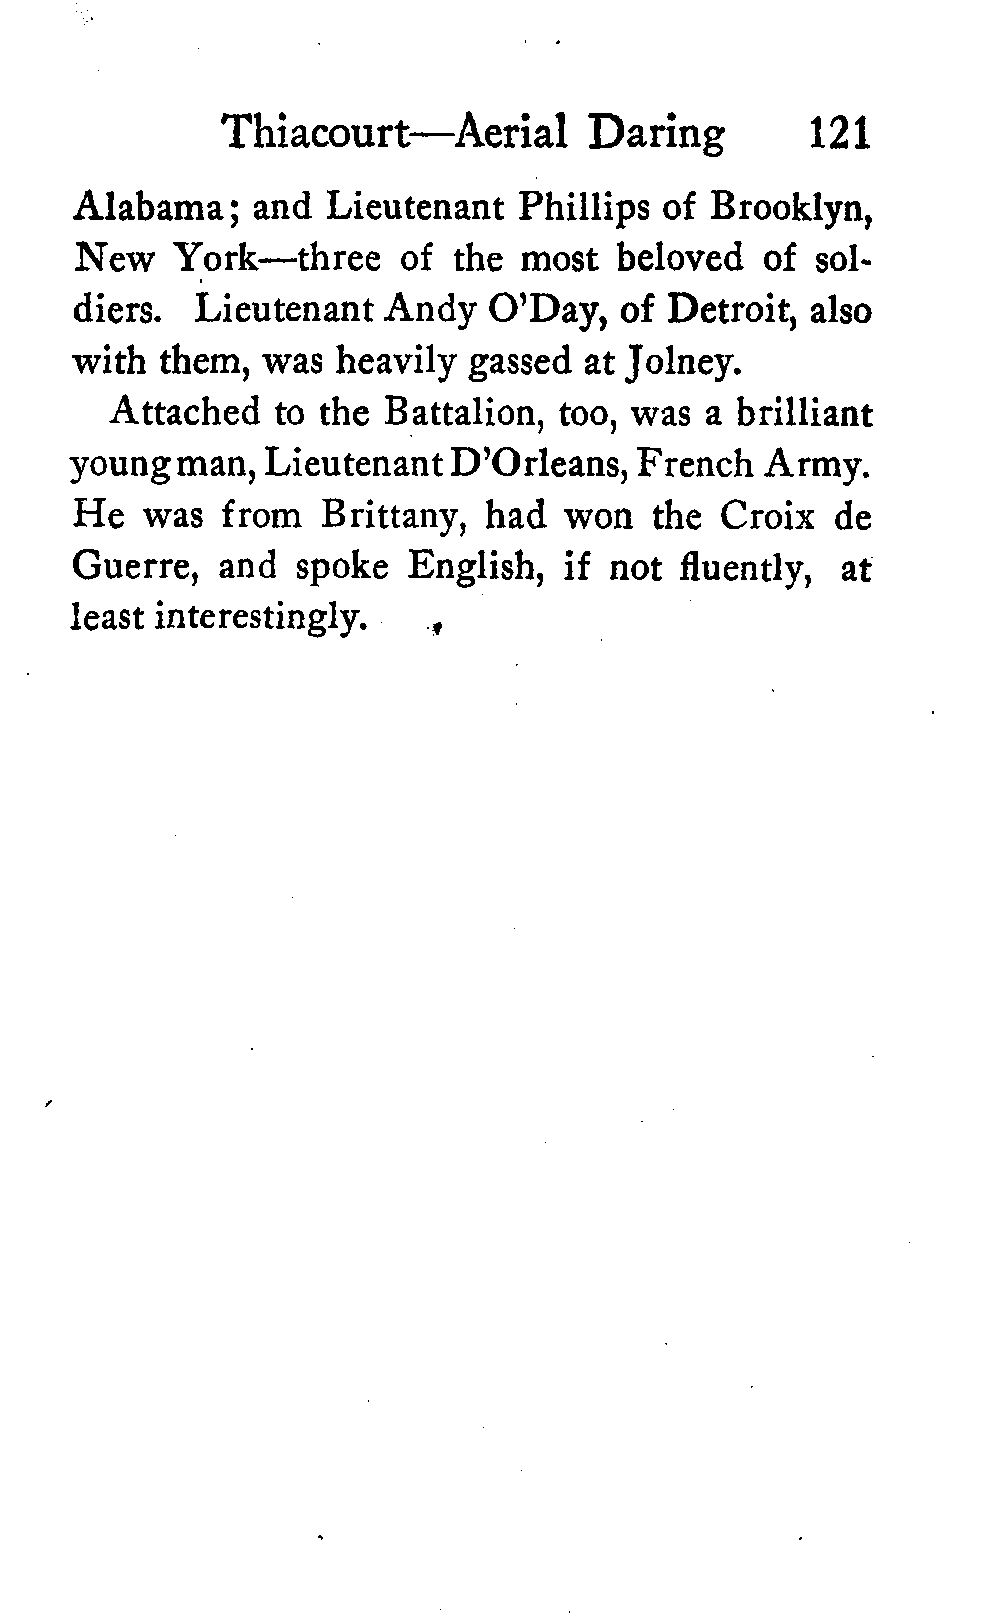 Thiacourt—Aerial Daring 121
Alabama; and Lieutenant Phillips of Brooklyn,
New York—three of the most beloved of sol-
diers. Lieutenant Andy O'Day, of Detroit, also
with them, was heavily gassed at Jolney.
Attached to the Battalion, too, was a brilliant
young man, Lieutenant D'Orleans, French Army.
He was from Brittany, had won the Croix de
Guerre, and spoke English, if not fluently, at
least interestingly.